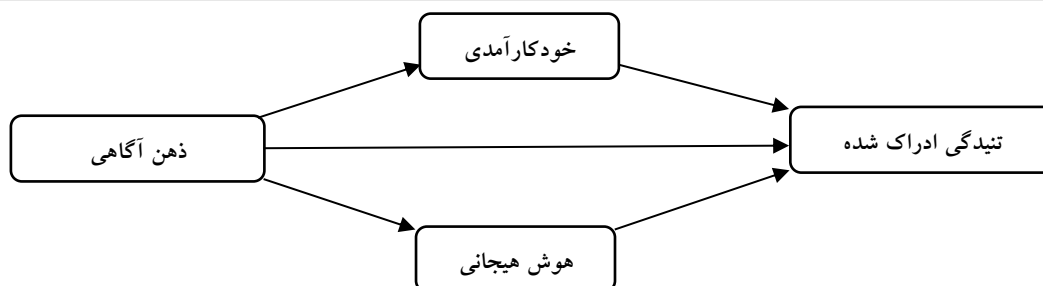 خودکارآمدی
ذهن آگاهی
تنیدگی ادراک شده
هوش هیجانی